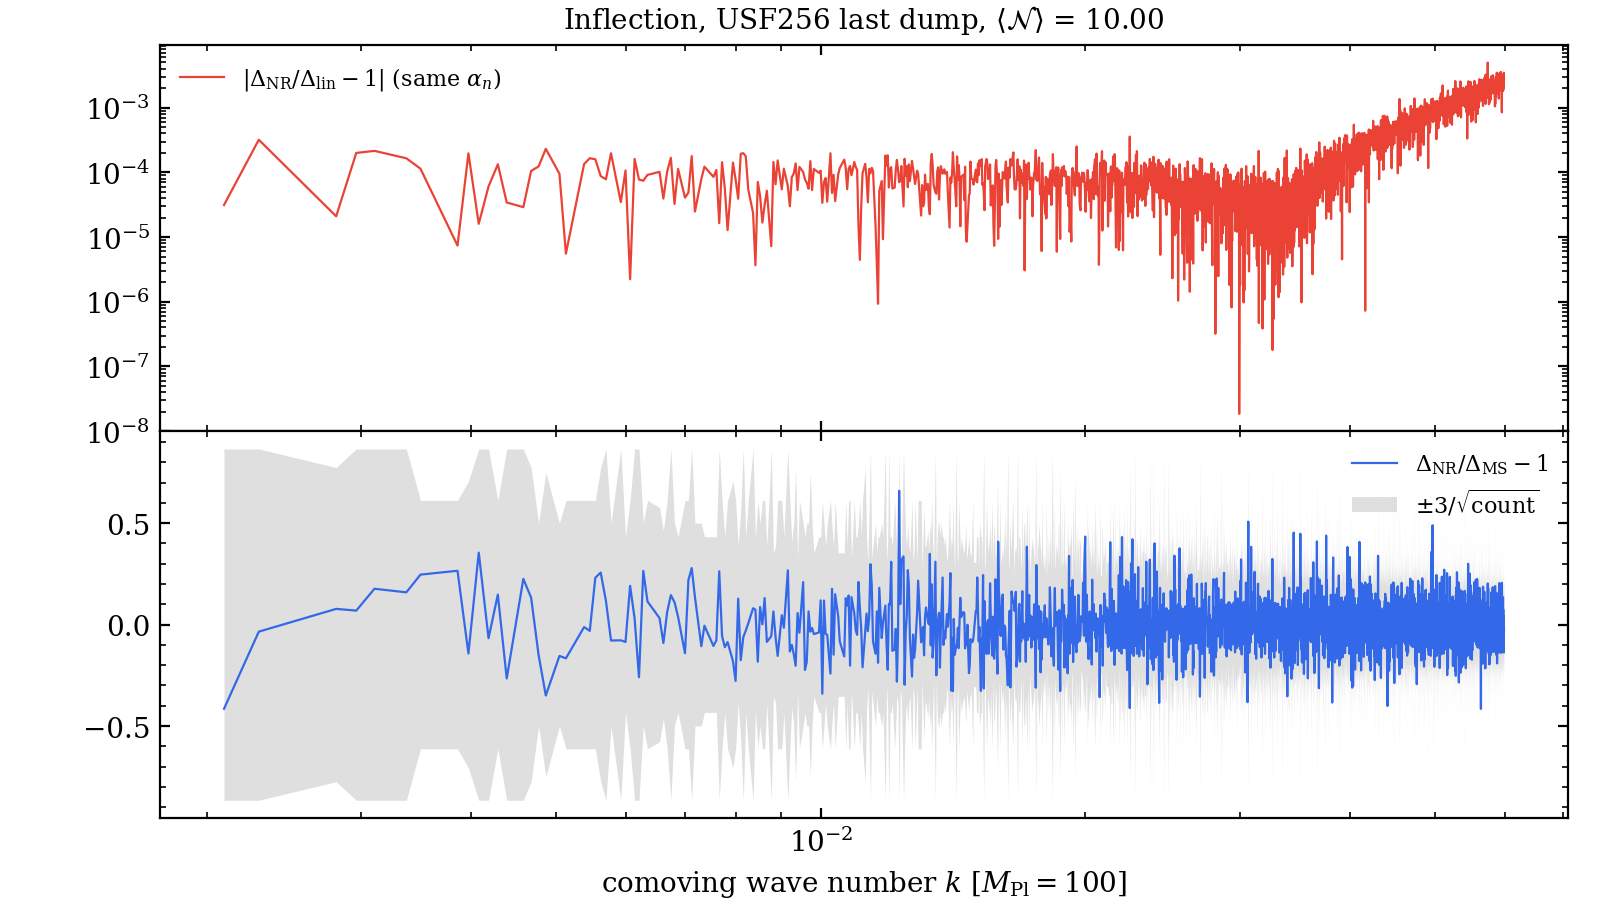 Inflection, USF256 last dump, ⟨𝒩⟩ = 10.00
|Δ_NR/Δ_lin − 1| (same α_n)
10⁻³
10⁻⁴
10⁻⁵
10⁻⁶
10⁻⁷
10⁻⁸
Δ_NR/Δ_MS − 1
±3/√count
0.5
0.0
−0.5
10⁻²
comoving wave number k [M_Pl = 100]